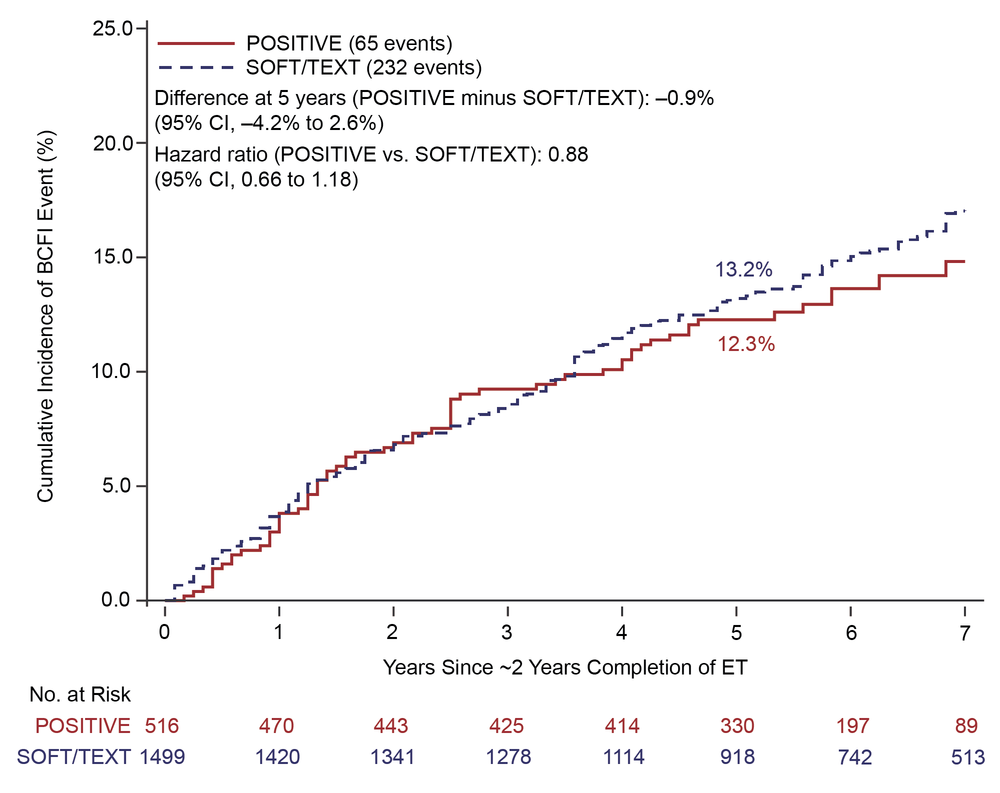 25.0
POSITIVE (65 events)
SOFT/TEXT (232 events)
Difference at 5 years (POSITIVE minus SOFT/TEXT): –0.9%
(95% CI, –4.2% to 2.6%)
20.0
Hazard ratio (POSITIVE vs. SOFT/TEXT): 0.88
(95% CI, 0.66 to 1.18)
Cumulative Incidence of BCFI Event (%)
15.0
13.2%
12.3%
10.0
5.0
0.0
0 1 2 3 4 5 6 7
Years Since ~2 Years Completion of ET
No. at Risk
POSITIVE 516 470 443 425 414 330 197 89
SOFT/TEXT 1499 1420 1341 1278 1114 918 742 513